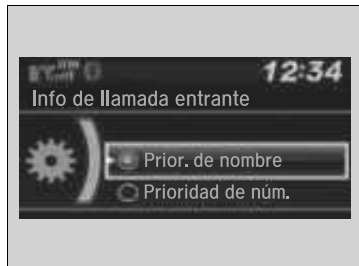 12:34
Info de llamada entrante
Prior. de nombre
Prioridad de núm.